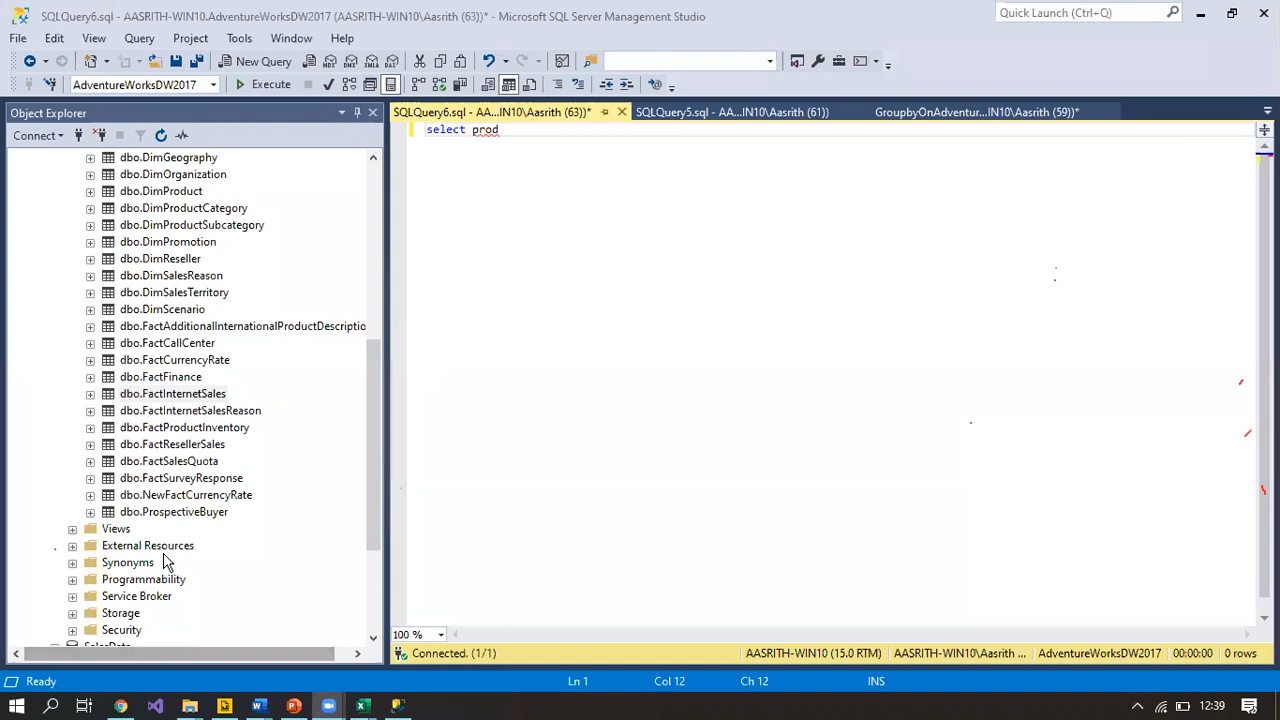 SQLQuery6.sql - AASRITH-WIN10.AdventureWorksDW2017 (AASRITH-WIN10\Aasrith (63))* - Microsoft SQL Server Management Studio
Quick Launch (Ctrl+Q)
File Edit View Query Project Tools Window Help
New Query
MDX DMX XMLA DAX
AdventureWorksDW2017
Execute
Object Explorer
Connect
SQLQuery6.sql - AA...IN10\Aasrith (63))*
SQLQuery5.sql - AA...IN10\Aasrith (61))
GroupbyOnAdventur...IN10\Aasrith (59))*
select prod
dbo.DimGeography
dbo.DimOrganization
dbo.DimProduct
dbo.DimProductCategory
dbo.DimProductSubcategory
dbo.DimPromotion
dbo.DimReseller
dbo.DimSalesReason
dbo.DimSalesTerritory
dbo.DimScenario
dbo.FactAdditionalInternationalProductDescriptio
dbo.FactCallCenter
dbo.FactCurrencyRate
dbo.FactFinance
dbo.FactInternetSales
dbo.FactInternetSalesReason
dbo.FactProductInventory
dbo.FactResellerSales
dbo.FactSalesQuota
dbo.FactSurveyResponse
dbo.NewFactCurrencyRate
dbo.ProspectiveBuyer
Views
External Resources
Synonyms
Programmability
Service Broker
Storage
Security
SalesData
100 %
Connected. (1/1)
AASRITH-WIN10 (15.0 RTM)
AASRITH-WIN10\Aasrith ...
AdventureWorksDW2017
00:00:00
0 rows
Ready
Ln 1
Col 12
Ch 12
INS
12:39